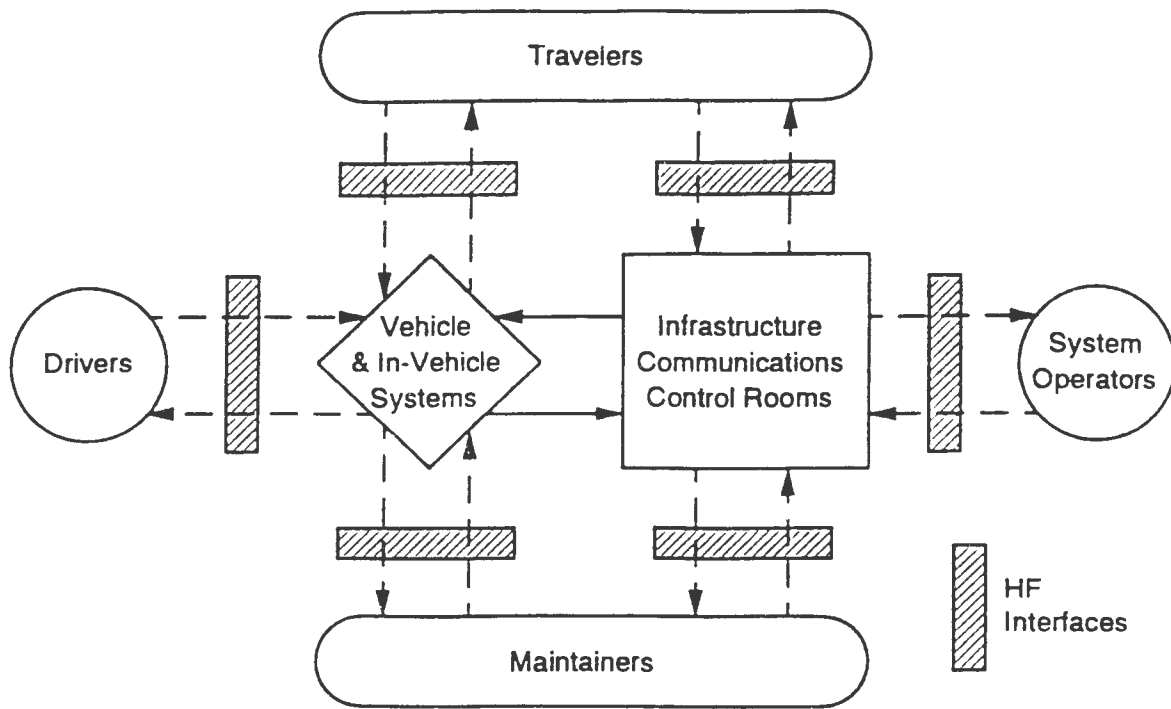 Travelers
Drivers
Vehicle
& In-Vehicle
Systems
Infrastructure
Communications
Control Rooms
System
Operators
HF
Interfaces
Maintainers